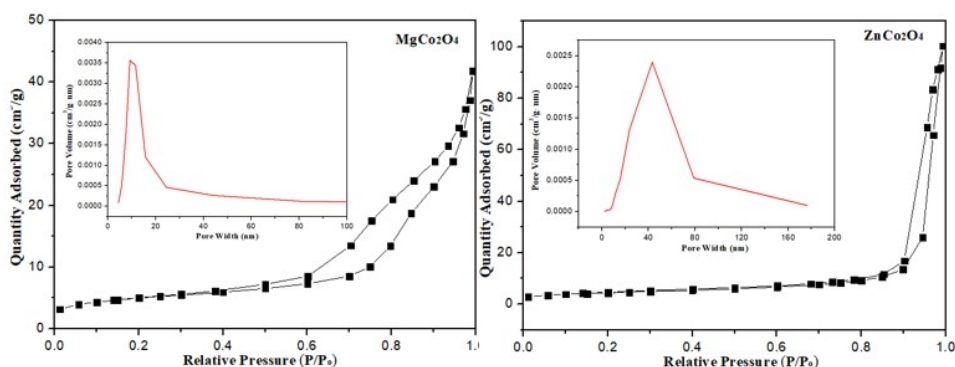 MgCo2O4
50
40
30
20
10
0
Quantity Adsorbed (cm³/g)
0.0 0.2 0.4 0.6 0.8 1.0
Relative Pressure (P/Po)
0.0040
0.0035
0.0030
0.0025
0.0020
0.0015
0.0010
0.0005
0.0000
Pore Volume (cm³/g·nm)
0 20 40 60 80 100
Pore Width (nm)
ZnCo2O4
100
80
60
40
20
0
Quantity Adsorbed (cm³/g)
0.0 0.2 0.4 0.6 0.8 1.0
Relative Pressure (P/Po)
0.0025
0.0020
0.0015
0.0010
0.0005
0.0000
Pore Volume (cm³/g·nm)
0 40 80 120 160 200
Pore Width (nm)